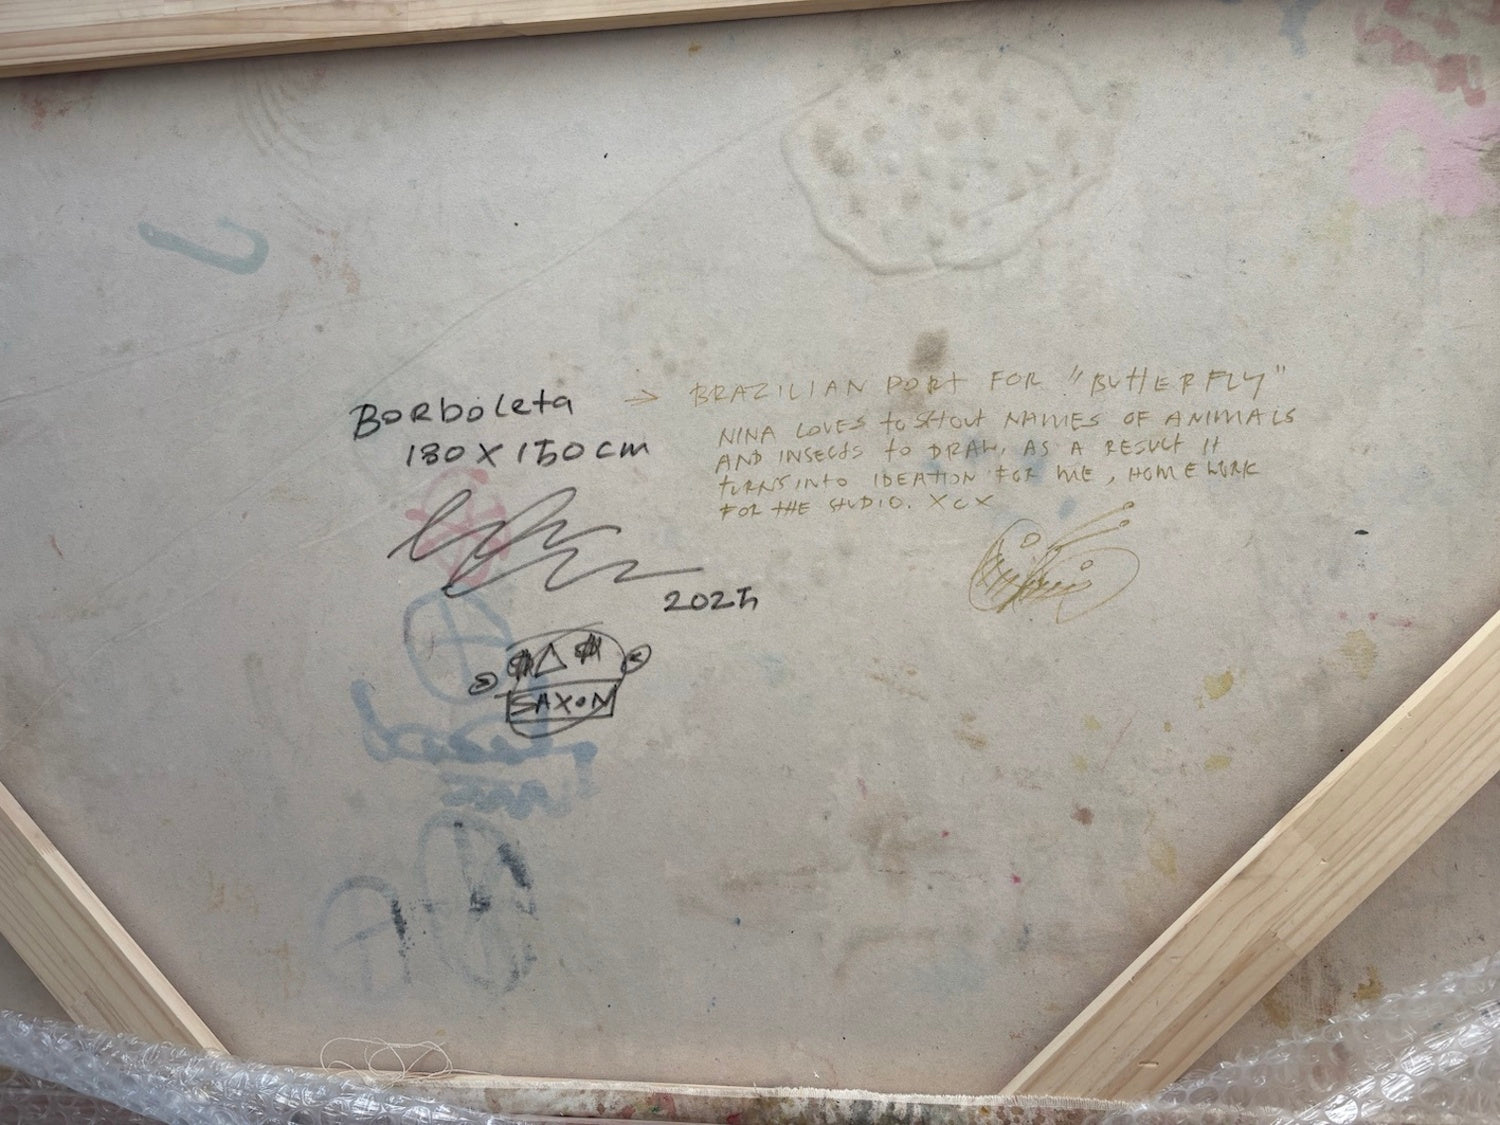 Borboleta → BRAZILIAN PORT FOR "BUTTERFLY"
180 X 150 cm
NINA LOVES to SHOUT NAMES OF ANIMALS
AND INSECTS to DRAW, AS A RESULT IT
TURNS INTO IDEATION FOR ME, HOMEWORK
FOR THE STUDIO. XCX
2025
SAXON